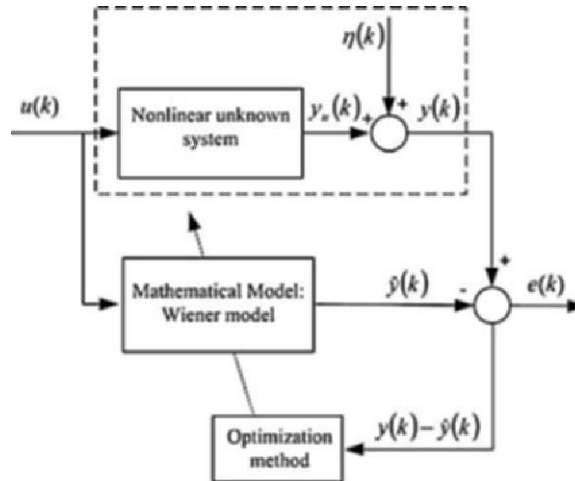 η(k)
u(k)
Nonlinear unknown
system
yₙ(k)
+
+
y(k)
+
Mathematical Model:
Wiener model
ŷ(k)
-
e(k)
Optimization
method
y(k)−ŷ(k)